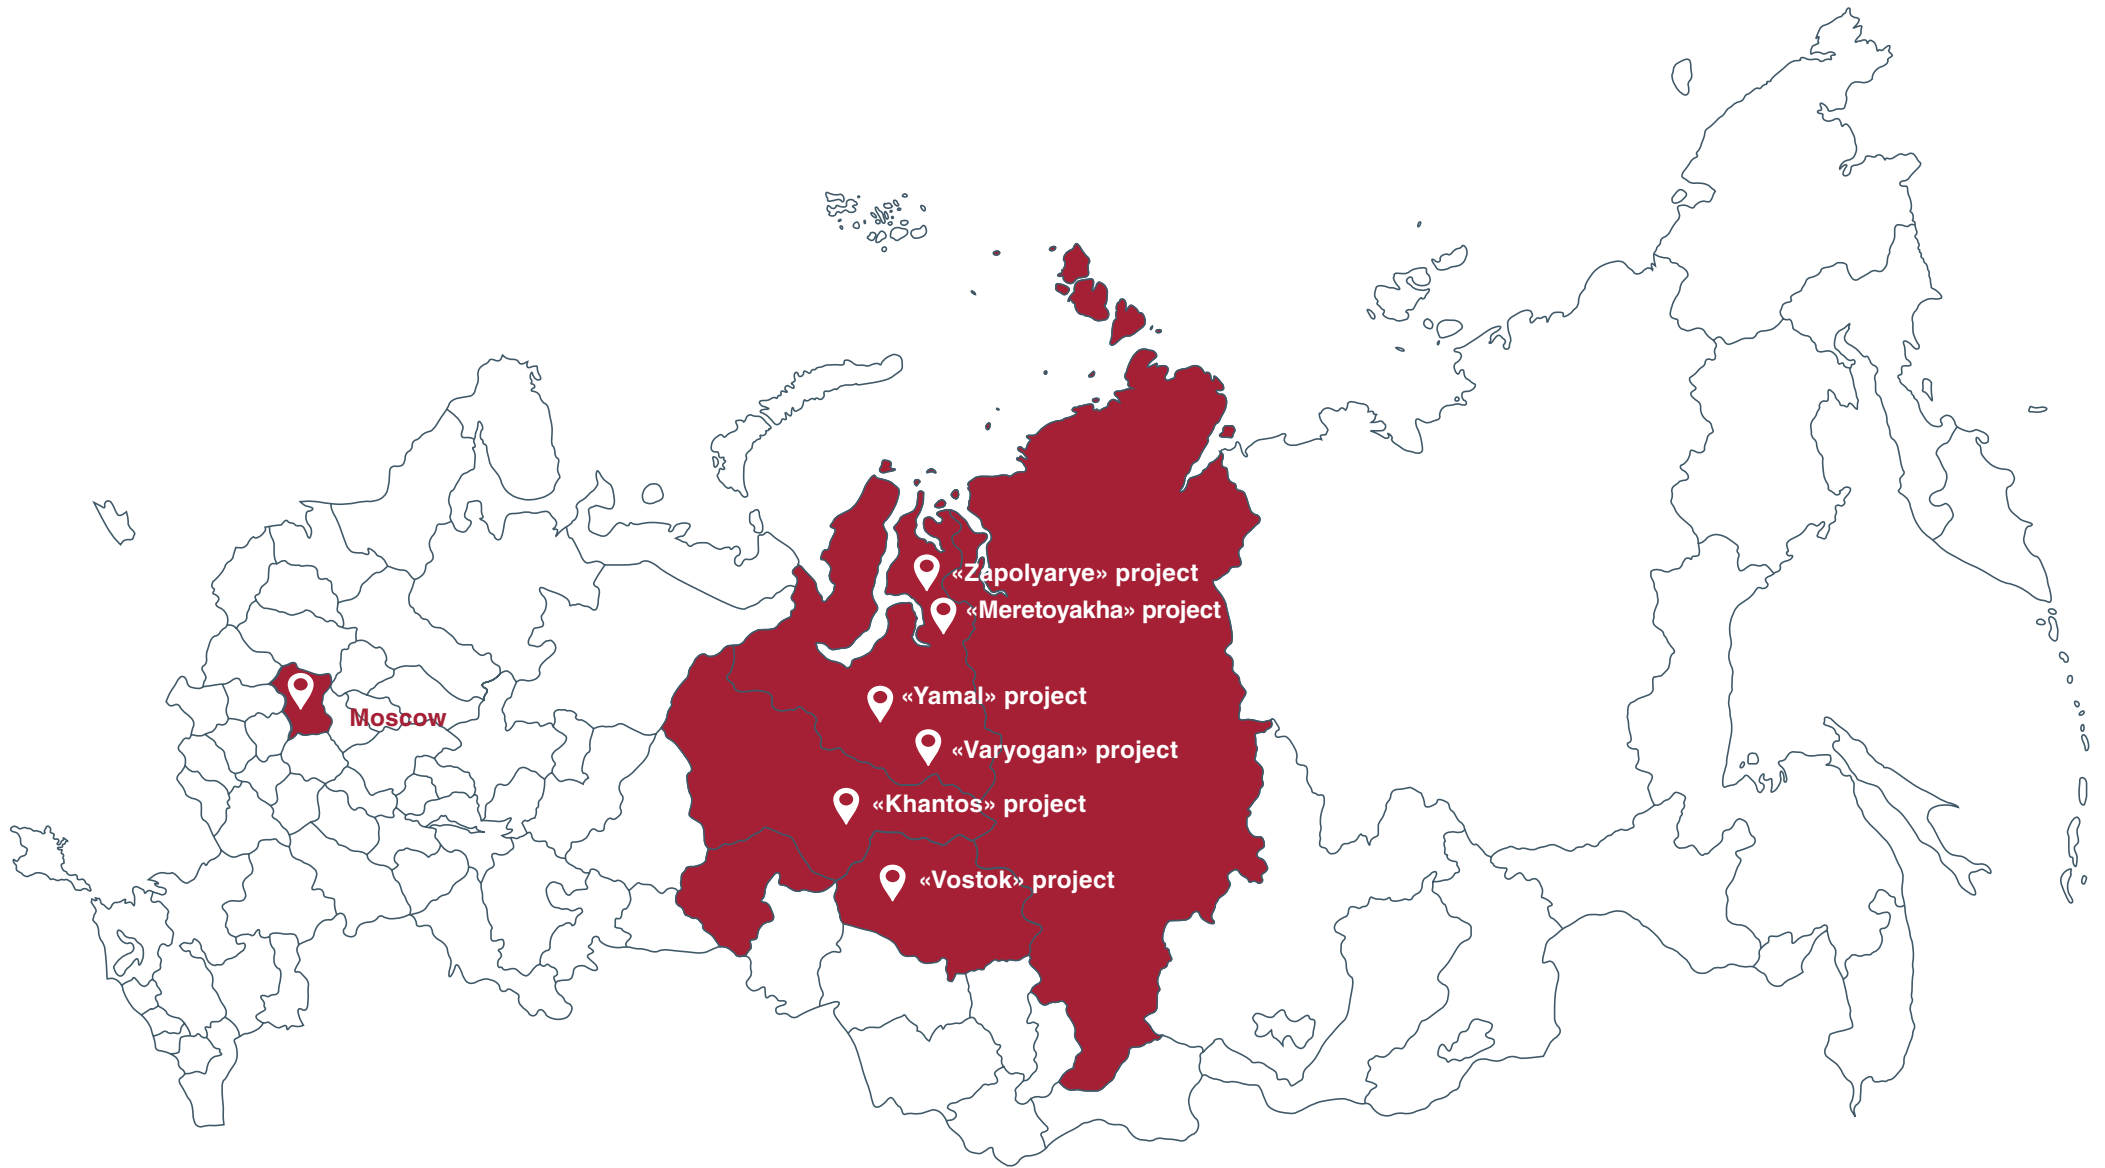 «Zapolyarye» project
«Meretoyakha» project
«Yamal» project
Moscow
«Varyogan» project
«Khantos» project
«Vostok» project